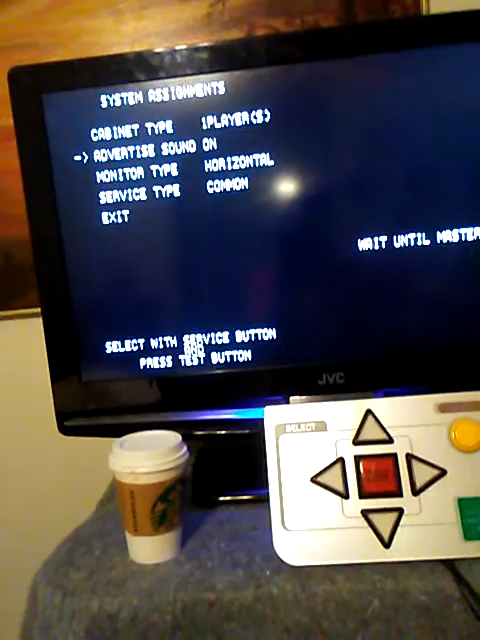 SYSTEM ASSIGNMENTS
CABINET TYPE 1PLAYER(S)
-> ADVERTISE SOUND ON
MONITOR TYPE HORIZONTAL
SERVICE TYPE COMMON
EXIT
WAIT UNTIL MASTER
SELECT WITH SERVICE BUTTON
AND
PRESS TEST BUTTON
JVC
SELECT